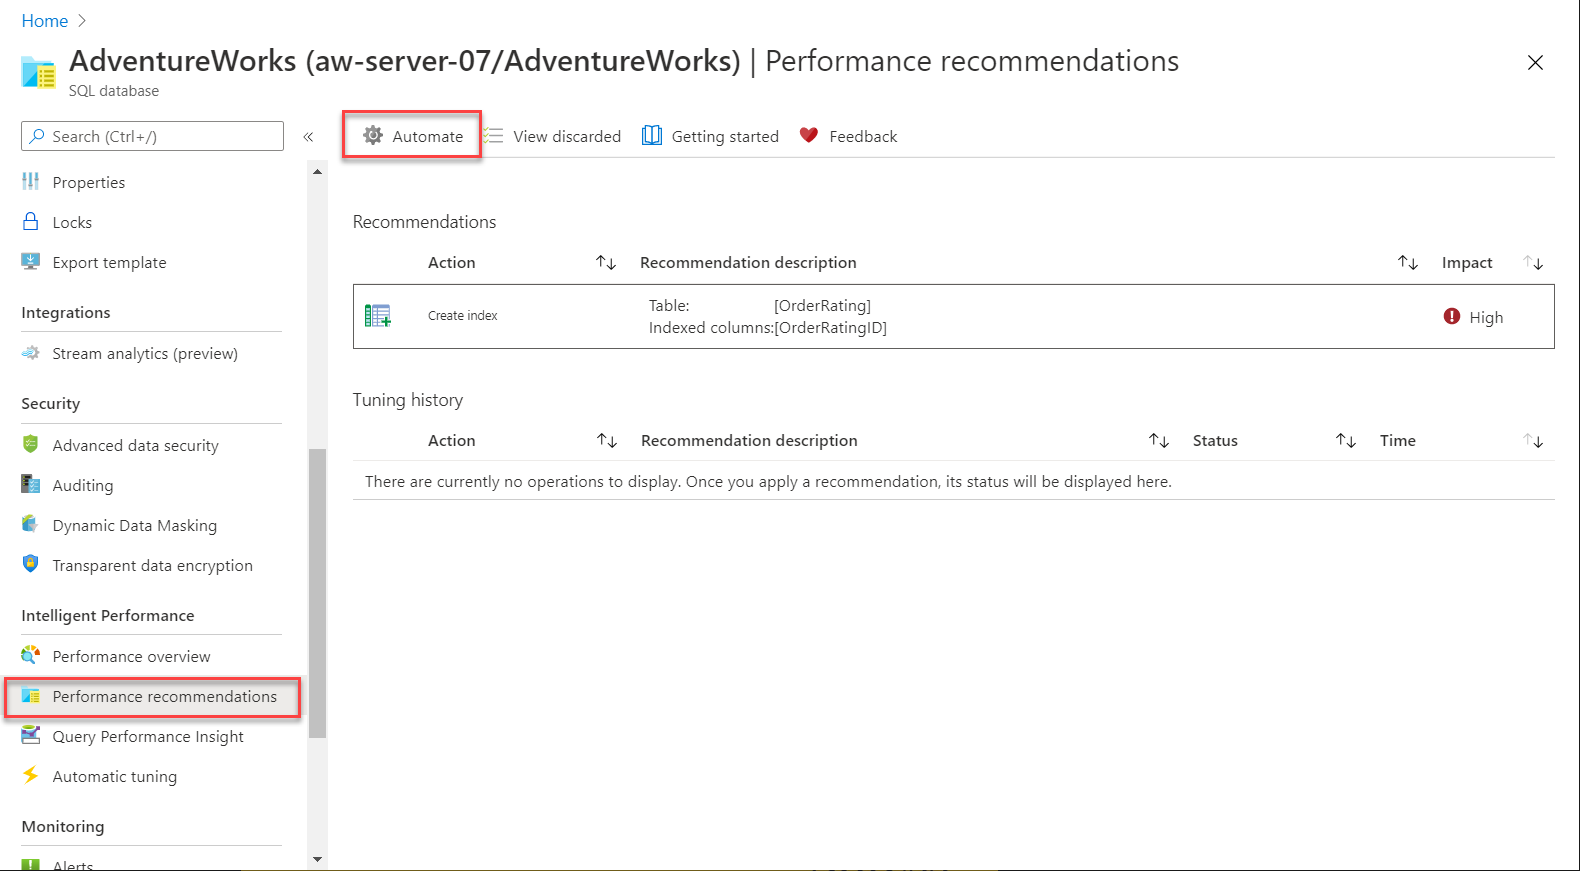 Home
AdventureWorks (aw-server-07/AdventureWorks) | Performance recommendations
SQL database
Search (Ctrl+/)
«
Automate
View discarded
Getting started
Feedback
Properties
Locks
Export template
Integrations
Stream analytics (preview)
Security
Advanced data security
Auditing
Dynamic Data Masking
Transparent data encryption
Intelligent Performance
Performance overview
Performance recommendations
Query Performance Insight
Automatic tuning
Monitoring
Alerts
Recommendations
Action Recommendation description Impact
Create index
Table: [OrderRating]
Indexed columns:[OrderRatingID]
High
Tuning history
Action Recommendation description Status Time
There are currently no operations to display. Once you apply a recommendation, its status will be displayed here.